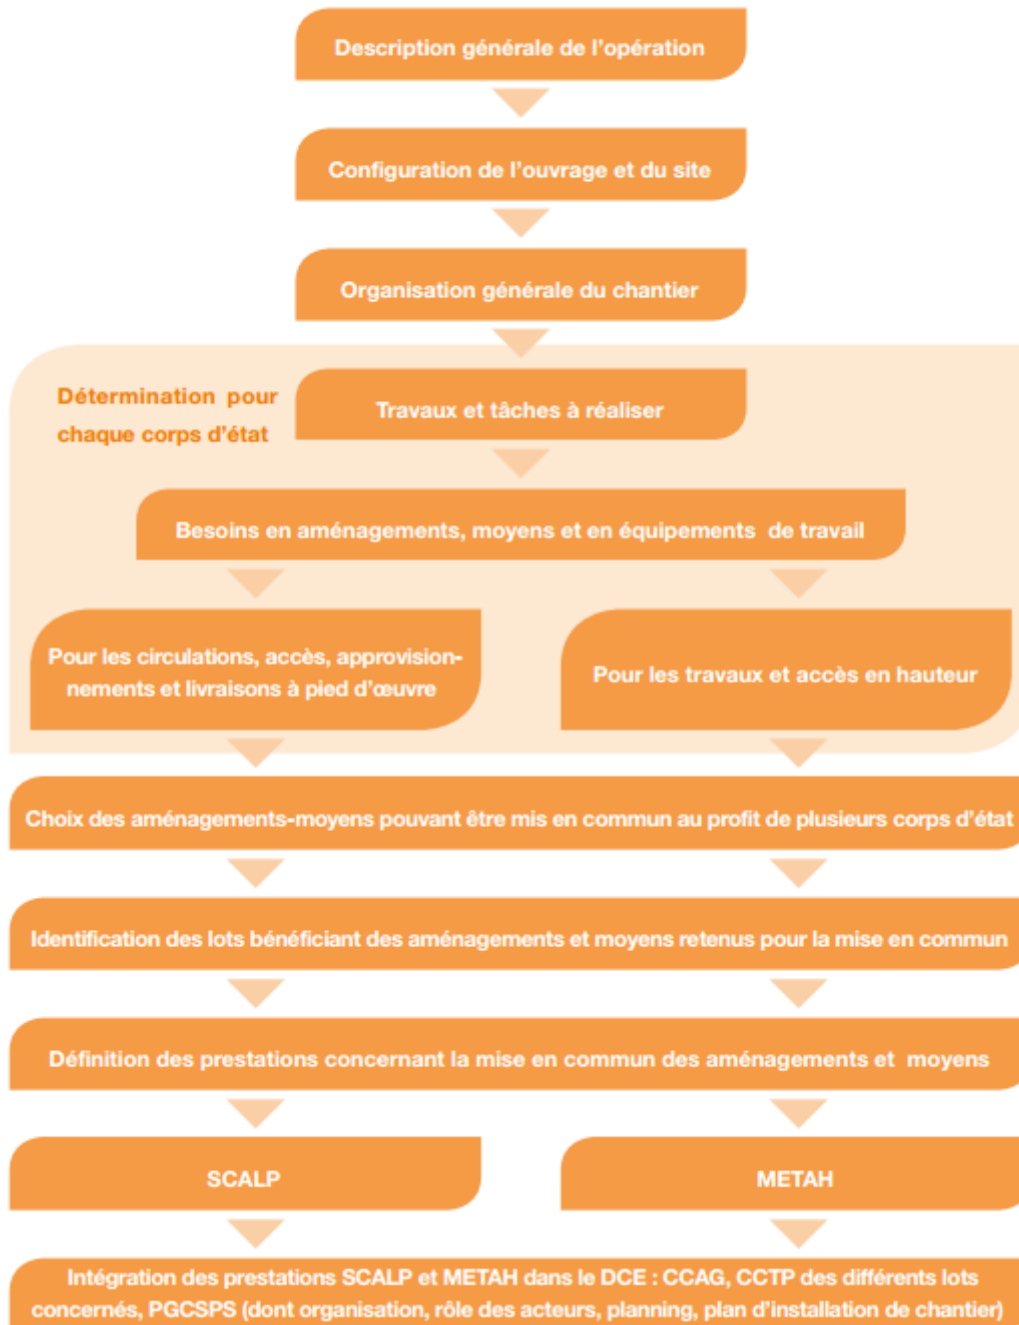 Description générale de l'opération
Configuration de l'ouvrage et du site
Organisation générale du chantier
Détermination pour
chaque corps d'état
Travaux et tâches à réaliser
Besoins en aménagements, moyens et en équipements de travail
Pour les circulations, accès, approvision-
nements et livraisons à pied d'œuvre
Pour les travaux et accès en hauteur
Choix des aménagements-moyens pouvant être mis en commun au profit de plusieurs corps d'état
Identification des lots bénéficiant des aménagements et moyens retenus pour la mise en commun
Définition des prestations concernant la mise en commun des aménagements et moyens
SCALP
METAH
Intégration des prestations SCALP et METAH dans le DCE : CCAG, CCTP des différents lots
concernés, PGCSPS (dont organisation, rôle des acteurs, planning, plan d'installation de chantier)